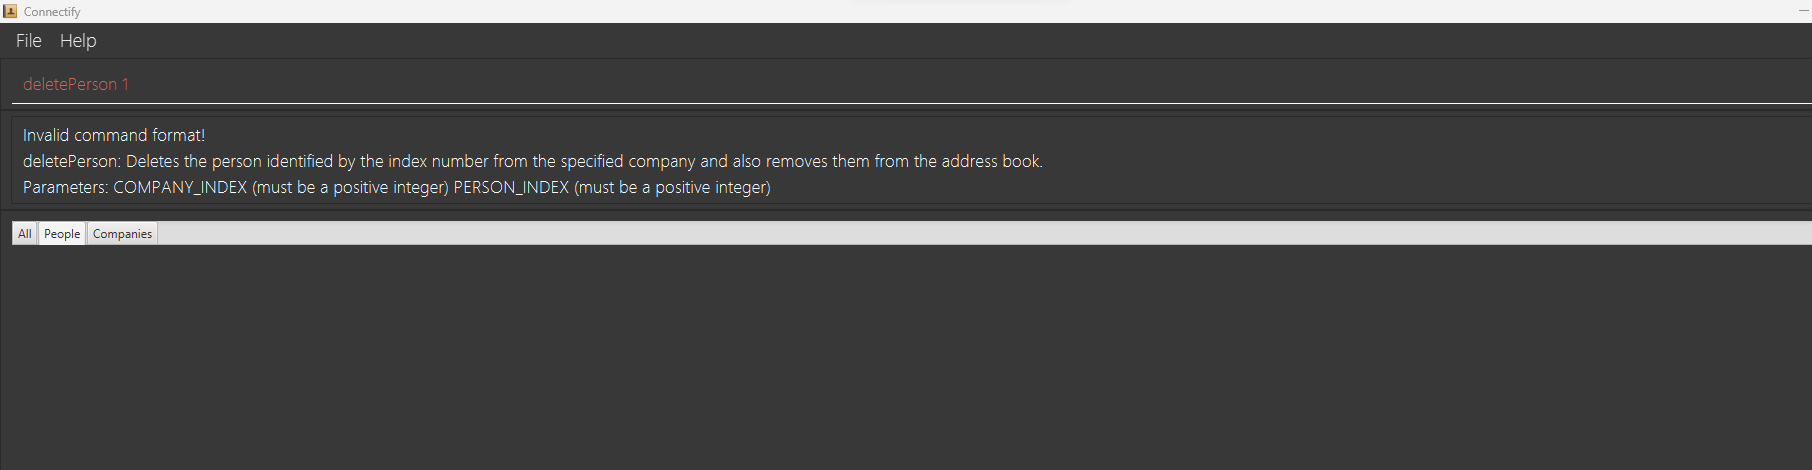 Connectify
File Help
deletePerson 1
Invalid command format!
deletePerson: Deletes the person identified by the index number from the specified company and also removes them from the address book.
Parameters: COMPANY_INDEX (must be a positive integer) PERSON_INDEX (must be a positive integer)
All People Companies